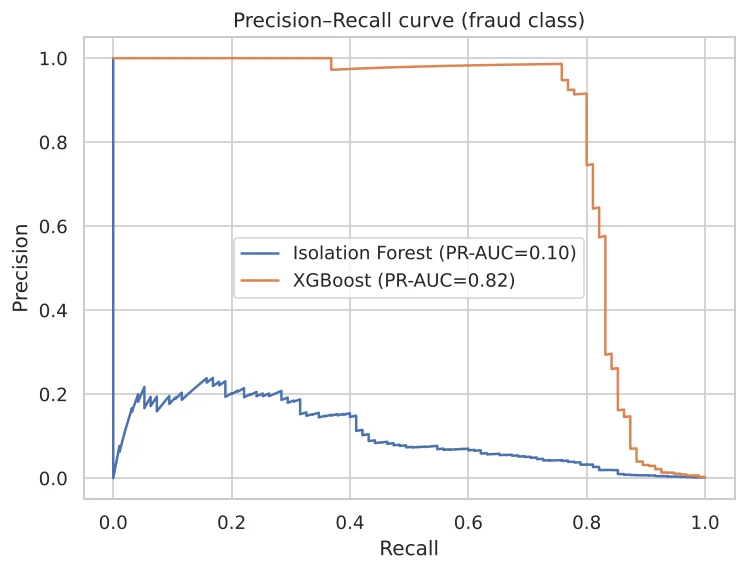 Precision–Recall curve (fraud class)
1.0
0.8
0.6
0.4
0.2
0.0
Precision
Isolation Forest (PR-AUC=0.10)
XGBoost (PR-AUC=0.82)
0.0 0.2 0.4 0.6 0.8 1.0
Recall